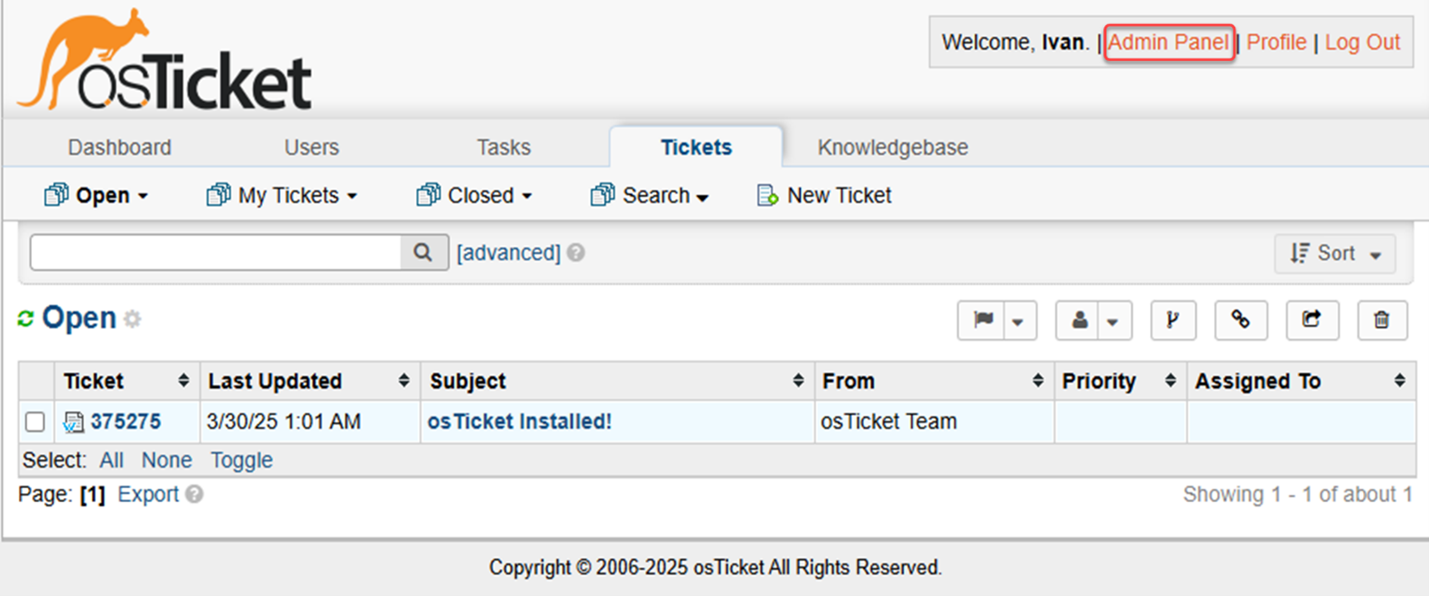 osTicket
Welcome, Ivan. | Admin Panel | Profile | Log Out
Dashboard Users Tasks Tickets Knowledgebase
Open My Tickets Closed Search New Ticket
[advanced] ? Sort
Open
Ticket Last Updated Subject From Priority Assigned To
375275 3/30/25 1:01 AM osTicket Installed! osTicket Team
Select: All None Toggle
Page: [1] Export ? Showing 1 - 1 of about 1
Copyright © 2006-2025 osTicket All Rights Reserved.